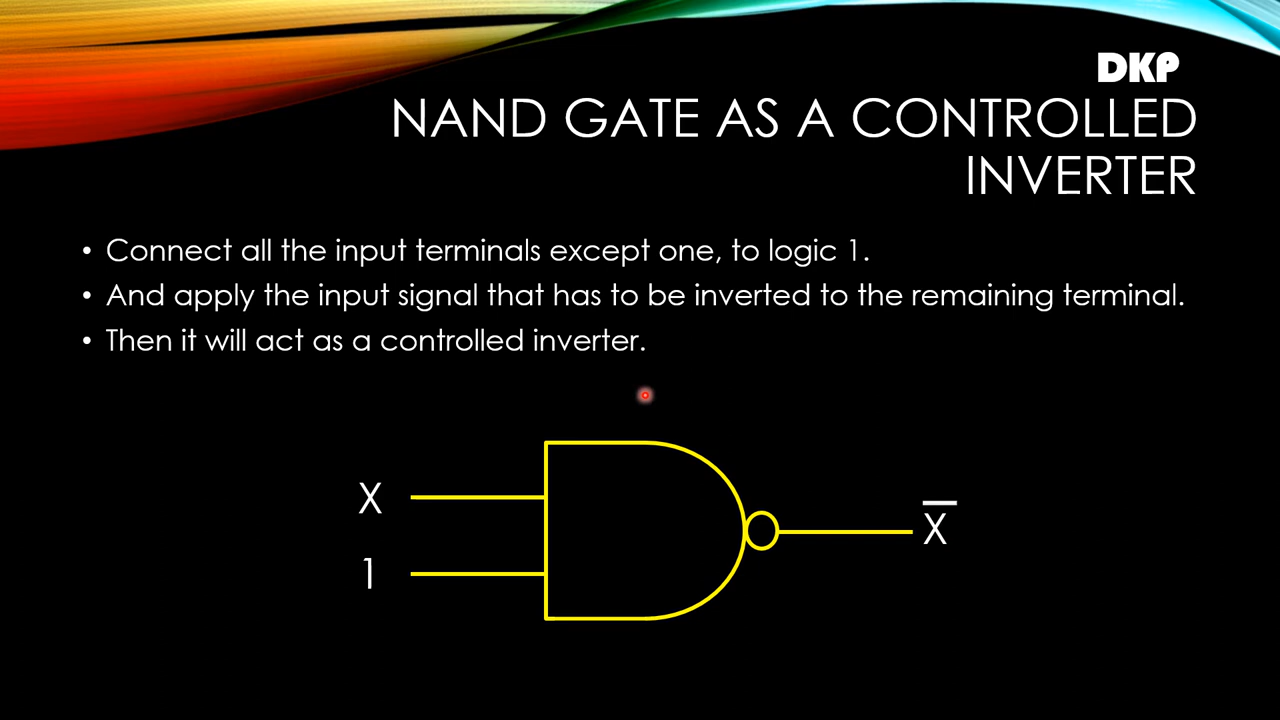 DKP
NAND GATE AS A CONTROLLED
INVERTER
• Connect all the input terminals except one, to logic 1.
• And apply the input signal that has to be inverted to the remaining terminal.
• Then it will act as a controlled inverter.
X
1
X̅